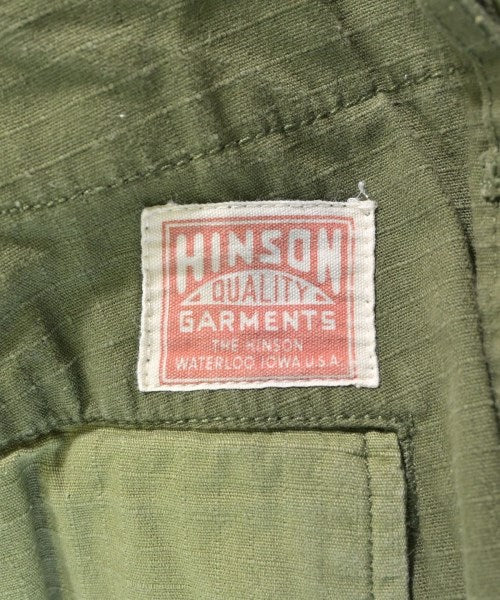 HINSON
QUALITY
GARMENTS
THE HINSON
WATERLOO IOWA U.S.A.